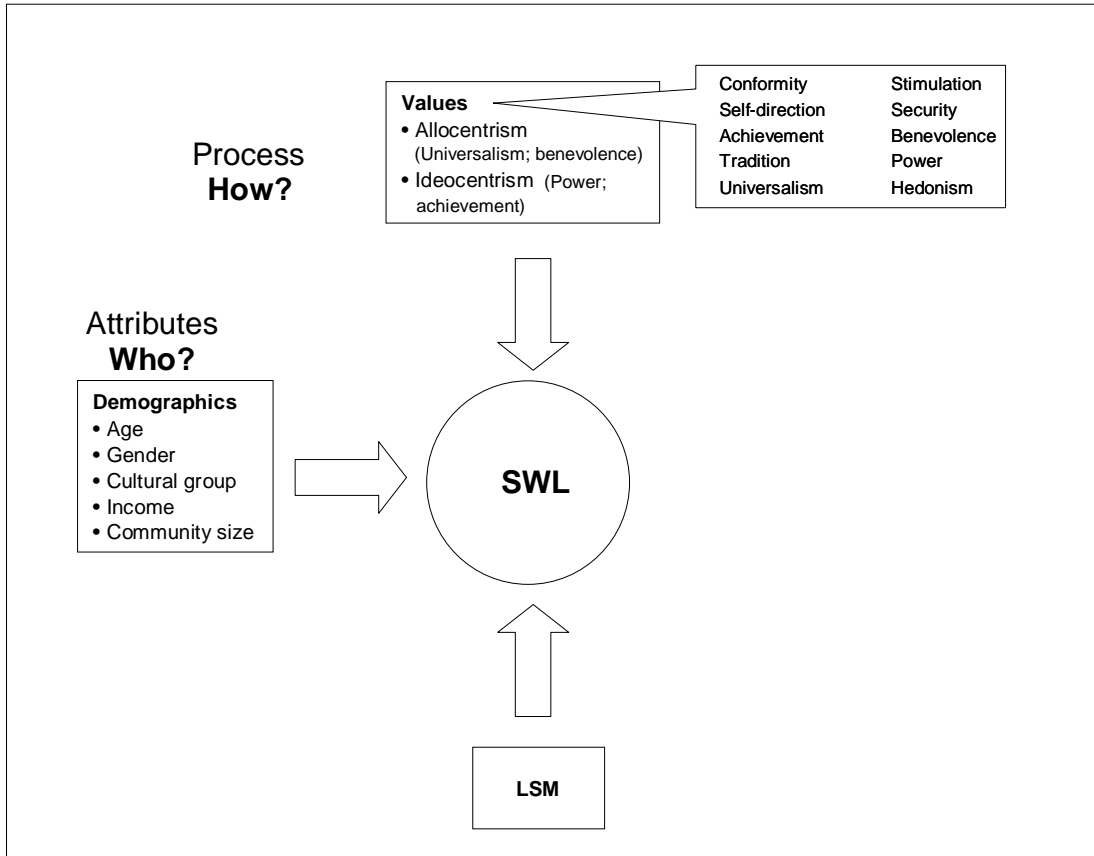 Process
How?
Values
• Allocentrism
(Universalism; benevolence)
• Ideocentrism (Power;
achievement)
Conformity
Self-direction
Achievement
Tradition
Universalism
Stimulation
Security
Benevolence
Power
Hedonism
Attributes
Who?
Demographics
• Age
• Gender
• Cultural group
• Income
• Community size
SWL
LSM